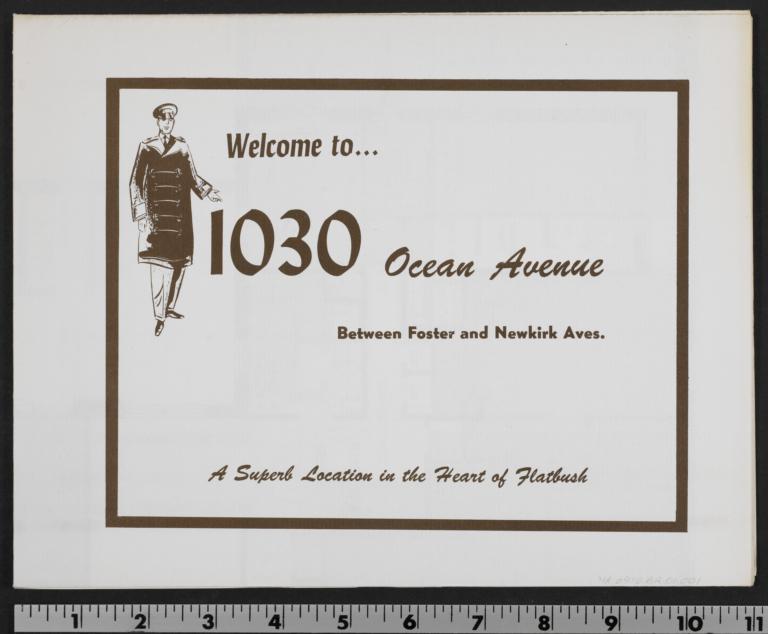 Welcome to...
1030 Ocean Avenue
Between Foster and Newkirk Aves.
A Superb Location in the Heart of Flatbush
1 2 3 4 5 6 7 8 9 10 11